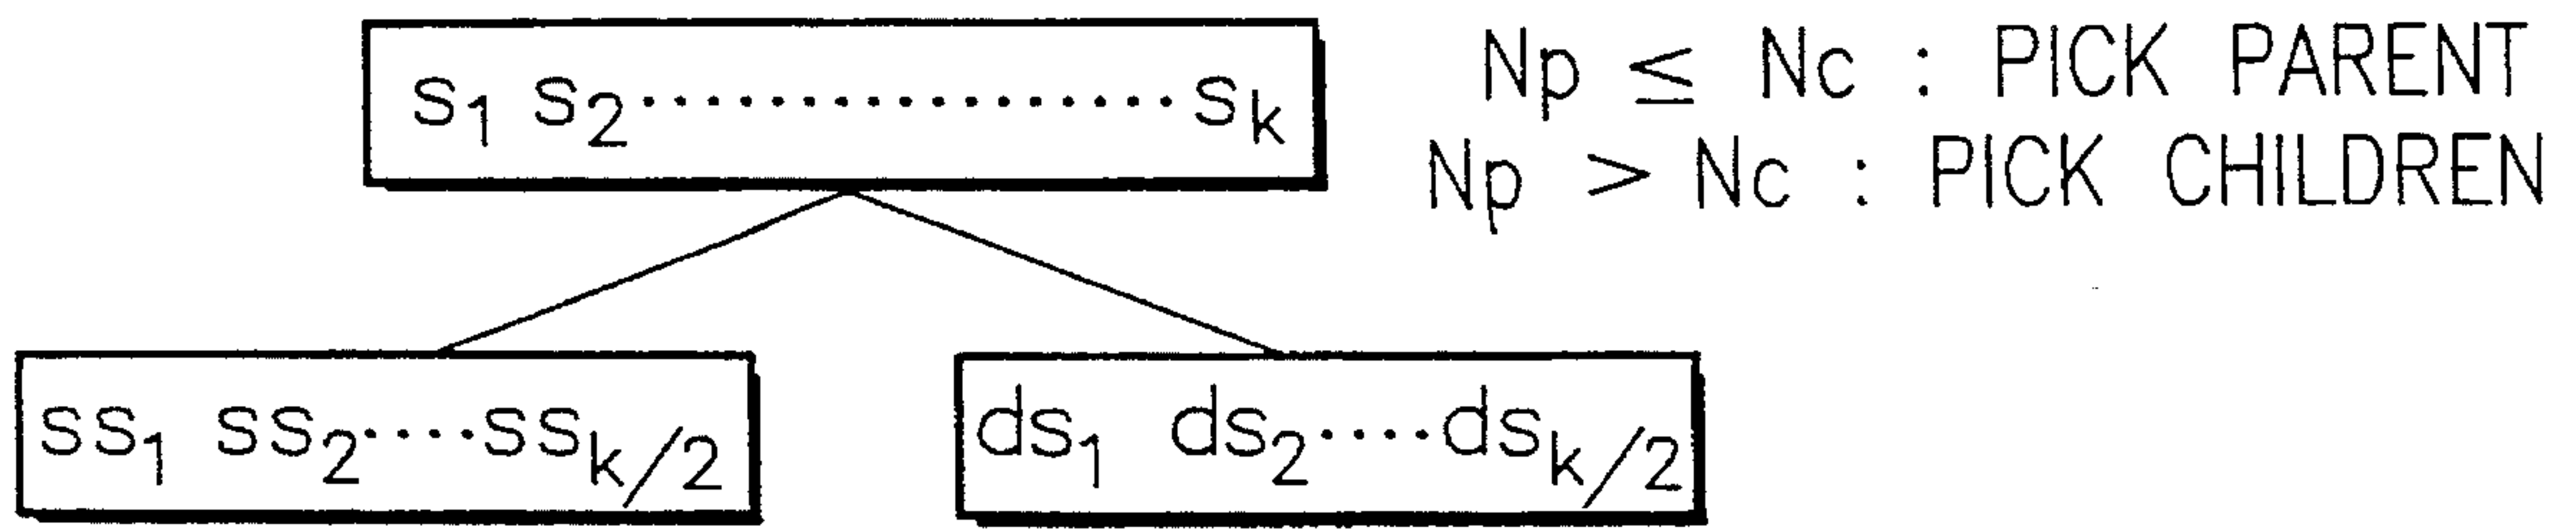 s₁ s₂·················sₖ
Np ≤ Nc : PICK PARENT
Np > Nc : PICK CHILDREN
ss₁ ss₂····ssₖ/₂
ds₁ ds₂····dsₖ/₂